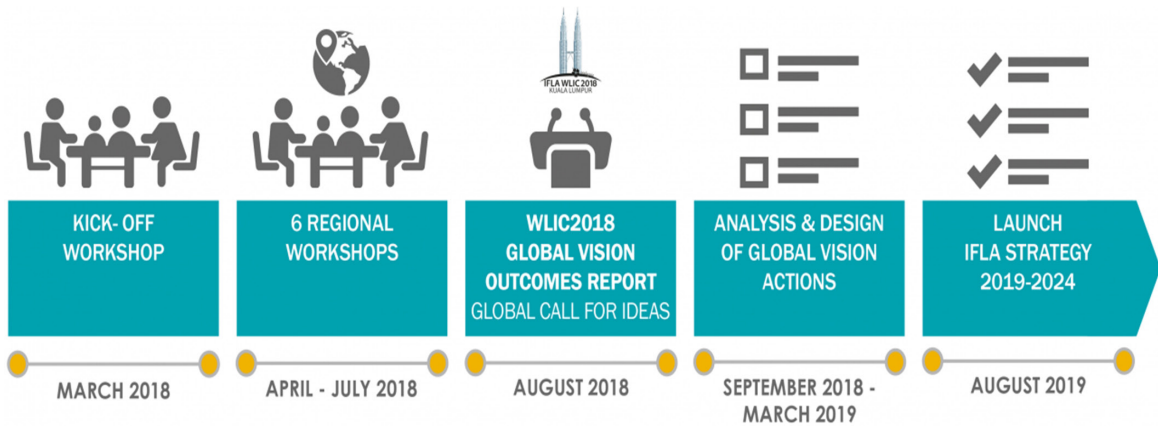 IFLA WLIC 2018
KUALA LUMPUR
KICK- OFF
WORKSHOP
MARCH 2018
6 REGIONAL
WORKSHOPS
APRIL - JULY 2018
WLIC2018
GLOBAL VISION
OUTCOMES REPORT
GLOBAL CALL FOR IDEAS
AUGUST 2018
ANALYSIS & DESIGN
OF GLOBAL VISION
ACTIONS
SEPTEMBER 2018 -
MARCH 2019
LAUNCH
IFLA STRATEGY
2019-2024
AUGUST 2019